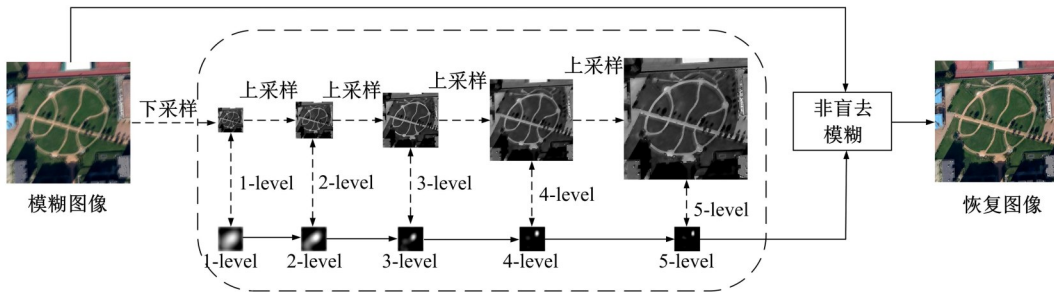 下采样
上采样
上采样
上采样
上采样
1-level
2-level
3-level
4-level
5-level
模糊图像
非盲去
模糊
恢复图像
1-level
2-level
3-level
4-level
5-level